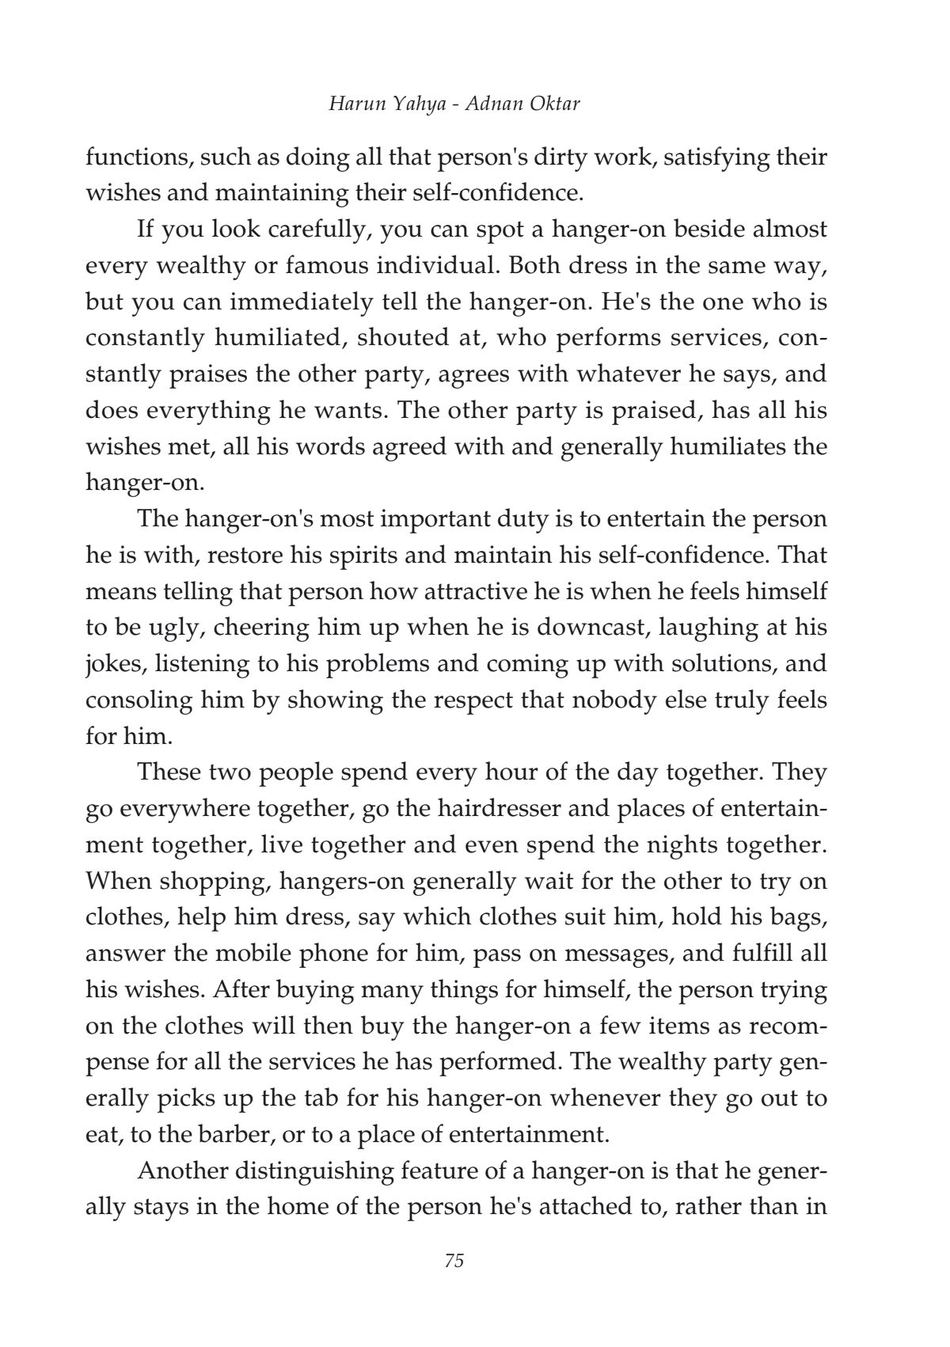 Harun Yahya - Adnan Oktar
functions, such as doing all that person's dirty work, satisfying their
wishes and maintaining their self-confidence.
If you look carefully, you can spot a hanger-on beside almost
every wealthy or famous individual. Both dress in the same way,
but you can immediately tell the hanger-on. He's the one who is
constantly humiliated, shouted at, who performs services, con-
stantly praises the other party, agrees with whatever he says, and
does everything he wants. The other party is praised, has all his
wishes met, all his words agreed with and generally humiliates the
hanger-on.
The hanger-on's most important duty is to entertain the person
he is with, restore his spirits and maintain his self-confidence. That
means telling that person how attractive he is when he feels himself
to be ugly, cheering him up when he is downcast, laughing at his
jokes, listening to his problems and coming up with solutions, and
consoling him by showing the respect that nobody else truly feels
for him.
These two people spend every hour of the day together. They
go everywhere together, go the hairdresser and places of entertain-
ment together, live together and even spend the nights together.
When shopping, hangers-on generally wait for the other to try on
clothes, help him dress, say which clothes suit him, hold his bags,
answer the mobile phone for him, pass on messages, and fulfill all
his wishes. After buying many things for himself, the person trying
on the clothes will then buy the hanger-on a few items as recom-
pense for all the services he has performed. The wealthy party gen-
erally picks up the tab for his hanger-on whenever they go out to
eat, to the barber, or to a place of entertainment.
Another distinguishing feature of a hanger-on is that he gener-
ally stays in the home of the person he's attached to, rather than in
75